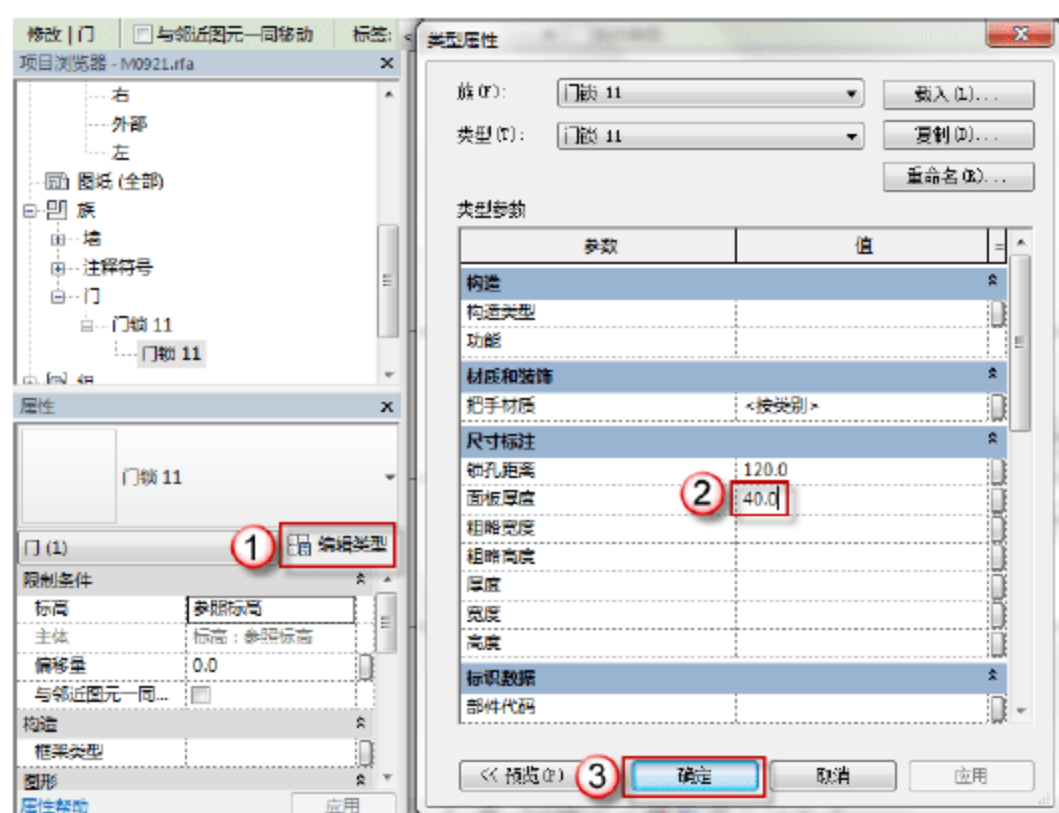 修改 | 门 与邻近图元一同移动 标签: <
项目浏览器 - M0921.rfa
右
外部
左
图纸 (全部)
族
墙
注释符号
门
门锁 11
门锁 11
属性
门锁 11
门 (1)
① 编辑类型
限制条件
标高 参照标高
主体 标高 : 参照标高
偏移量 0.0
与邻近图元一同...
构造
框架类型
图形
属性帮助 应用
类型属性
族(F): 门锁 11 载入(L)...
类型(T): 门锁 11 复制(D)...
重命名(R)...
类型参数
参数 值 =
构造
构造类型
功能
材质和装饰
把手材质 <按类别>
尺寸标注
锁孔距离 120.0
面板厚度 ② 40.0
粗略宽度
粗略高度
厚度
宽度
高度
标识数据
部件代码
<< 预览(P) ③ 确定 取消 应用